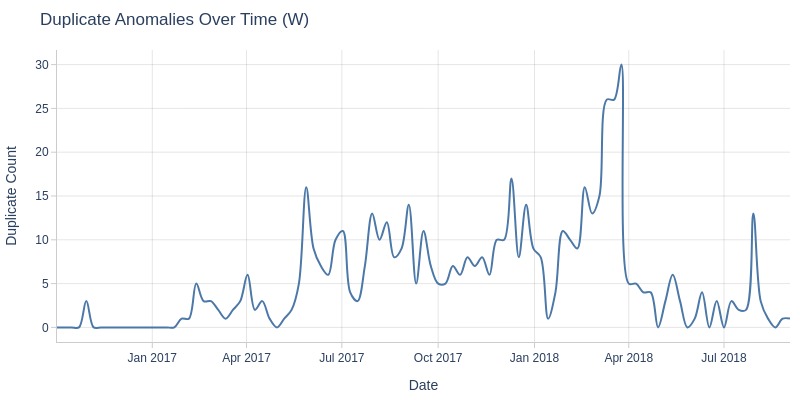 Duplicate Anomalies Over Time (W)
30
25
20
15
10
5
0
Duplicate Count
Jan 2017
Apr 2017
Jul 2017
Oct 2017
Jan 2018
Apr 2018
Jul 2018
Date